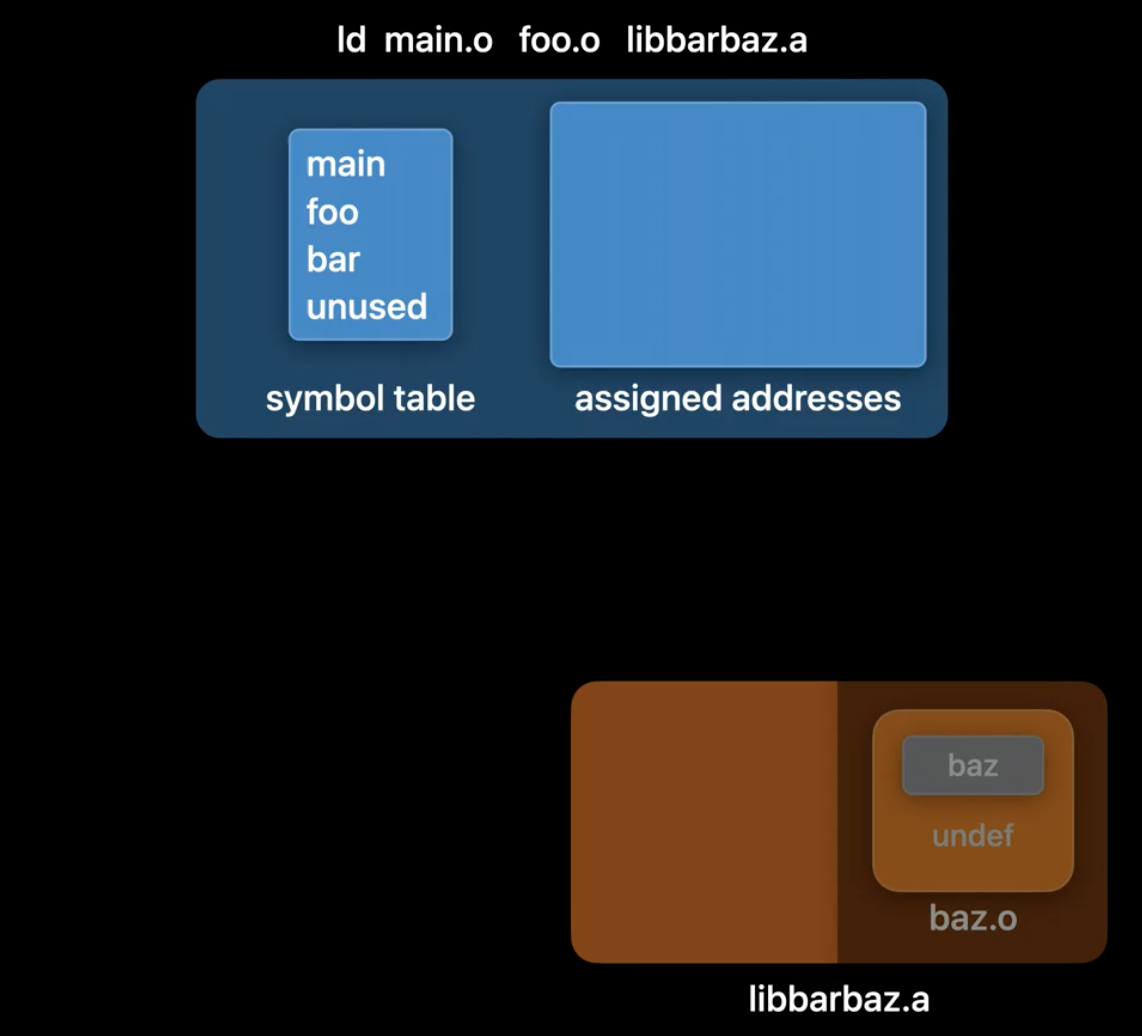 ld main.o foo.o libbarbaz.a
main
foo
bar
unused
symbol table
assigned addresses
baz
undef
baz.o
libbarbaz.a